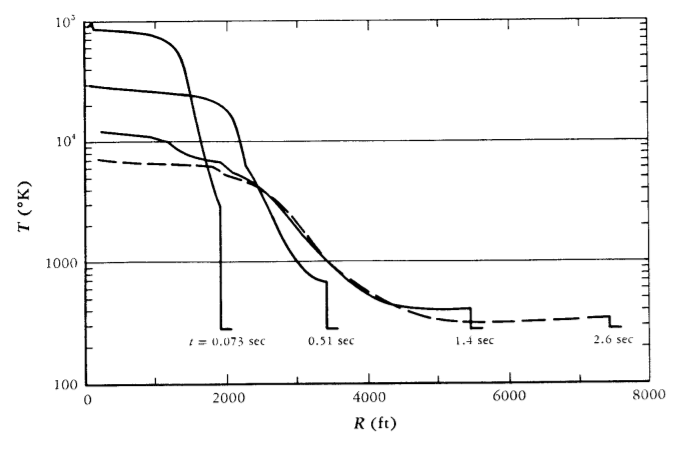 10⁵
10⁴
1000
100
T (°K)
t = 0.073 sec
0.51 sec
1.4 sec
2.6 sec
0
2000
4000
6000
8000
R (ft)